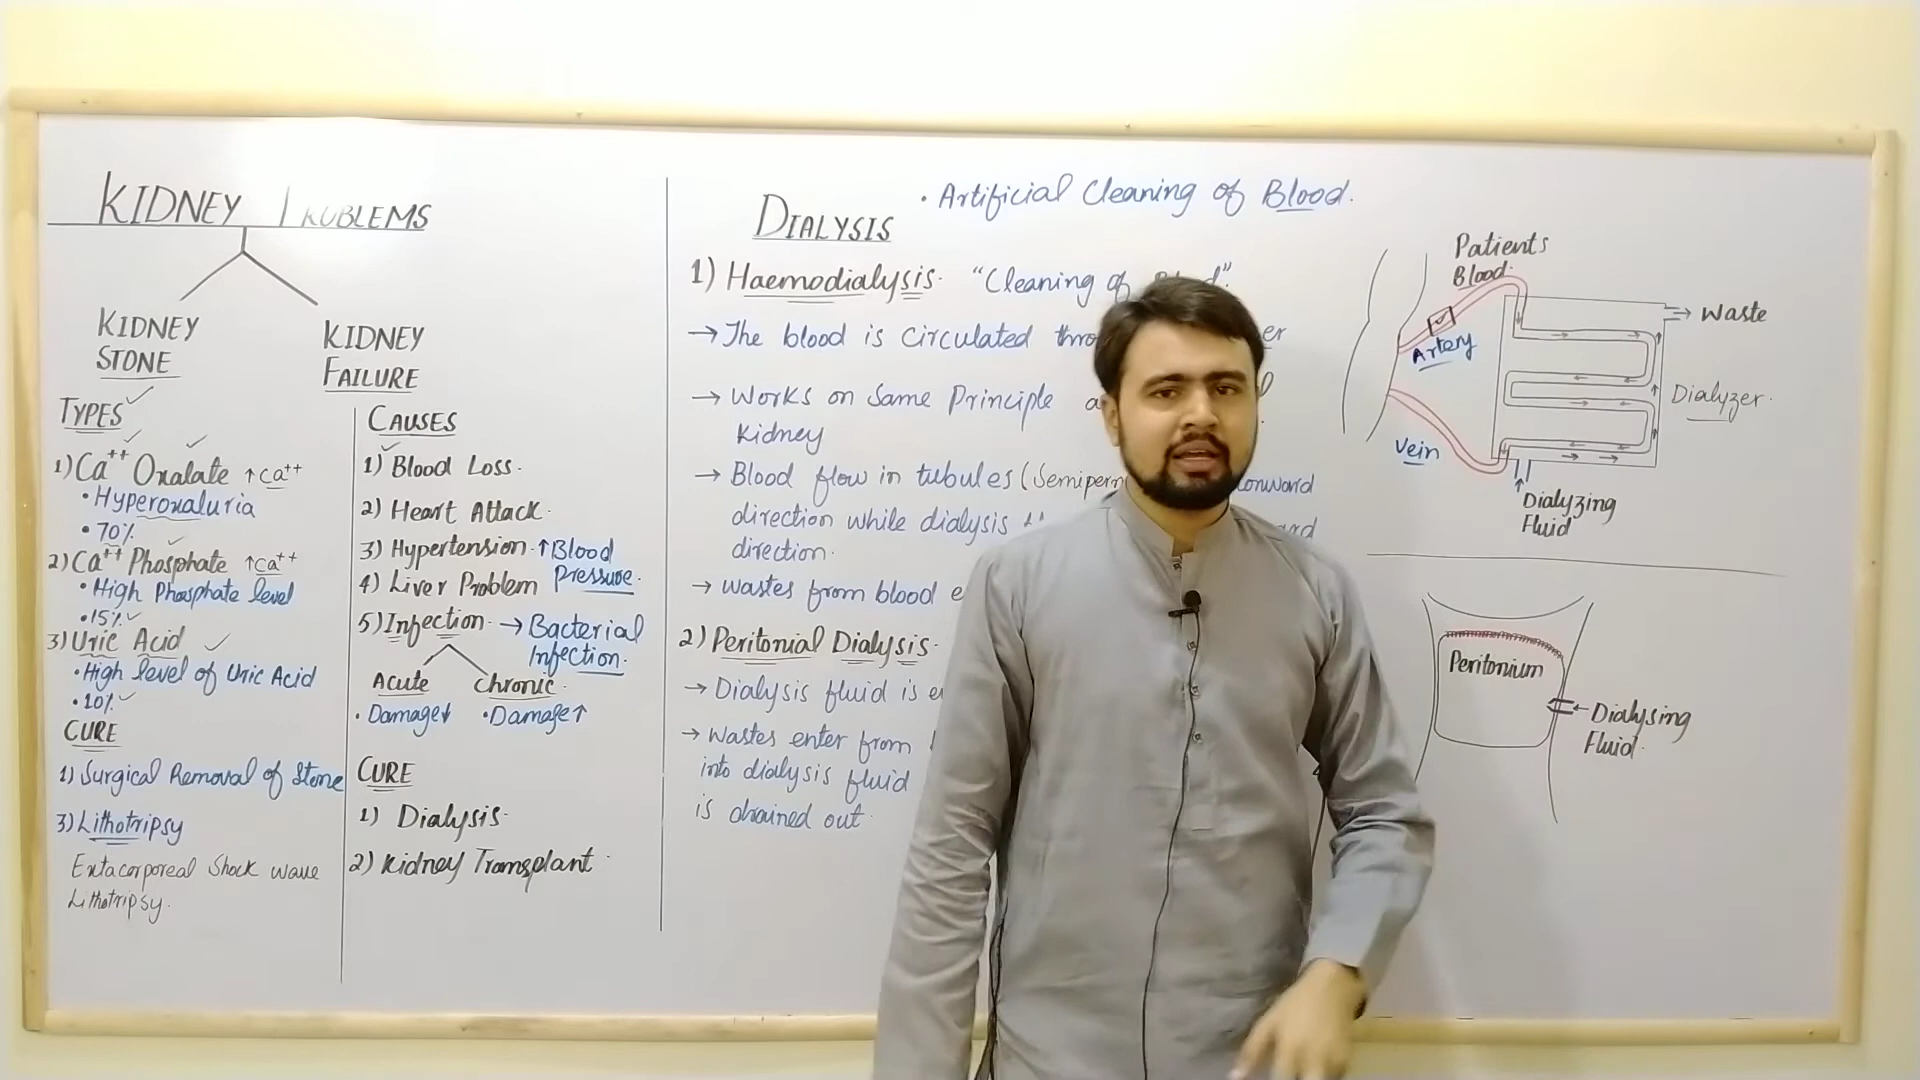 KIDNEY PROBLEMS
KIDNEY
STONE
TYPES
1) Ca++ Oxalate ↑Ca++
• Hyperoxaluria
• 70%
2) Ca++ Phosphate ↑Ca++
• High Phosphate level
• 15%
3) Uric Acid
• High level of Uric Acid
• 10%
CURE
1) Surgical Removal of Stone
3) Lithotripsy
Extacorporeal Shock wave
Lithotripsy.
KIDNEY
FAILURE
CAUSES
1) Blood Loss.
2) Heart Attack.
3) Hypertension. ↑Blood
Pressure.
4) Liver Problem
5) Infection. → Bacterial
Infection.
Acute
• Damage↓
Chronic.
• Damage↑
CURE
1) Dialysis.
2) Kidney Transplant.
DIALYSIS
• Artificial Cleaning of Blood.
1) Haemodialysis. "Cleaning of Blood".
→ The blood is circulated
→ Works on Same Principle
Kidney
→ Blood flow in tubules
direction while dialysis
direction.
→ wastes from blood
2) Peritonial Dialysis.
→ Dialysis fluid is
→ wastes enter from
into dialysis fluid
is drained out.
Patients
Blood.
Artery
Vein
Waste
Dialyzer.
Dialyzing
Fluid
Peritonium
Dialysing
Fluid.